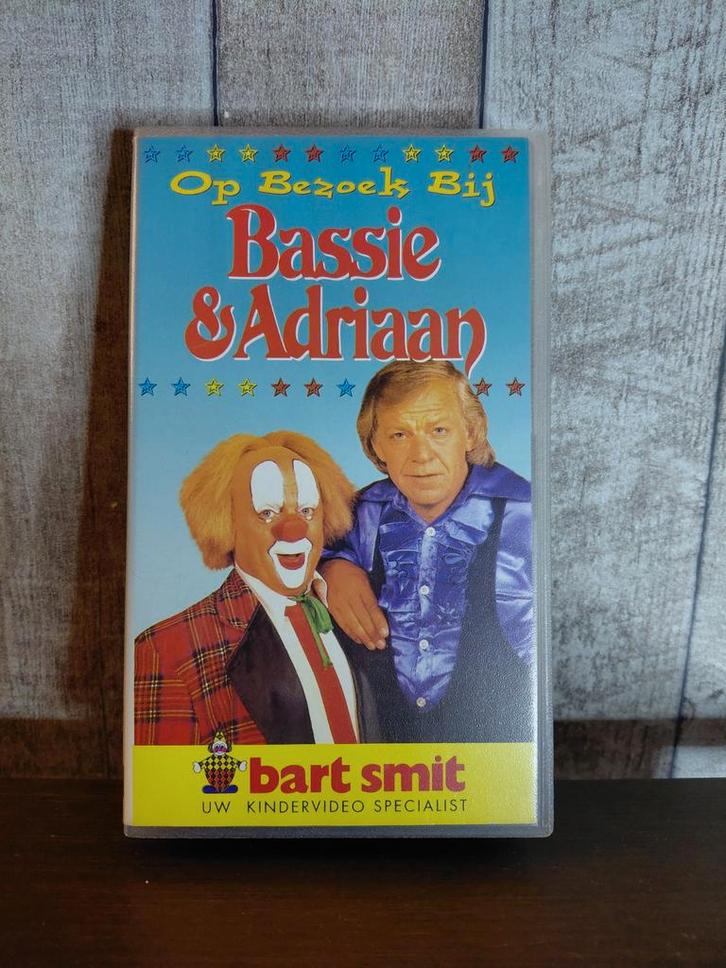 Op Bezoek Bij
Bassie
& Adriaan
bart smit
UW KINDERVIDEO SPECIALIST